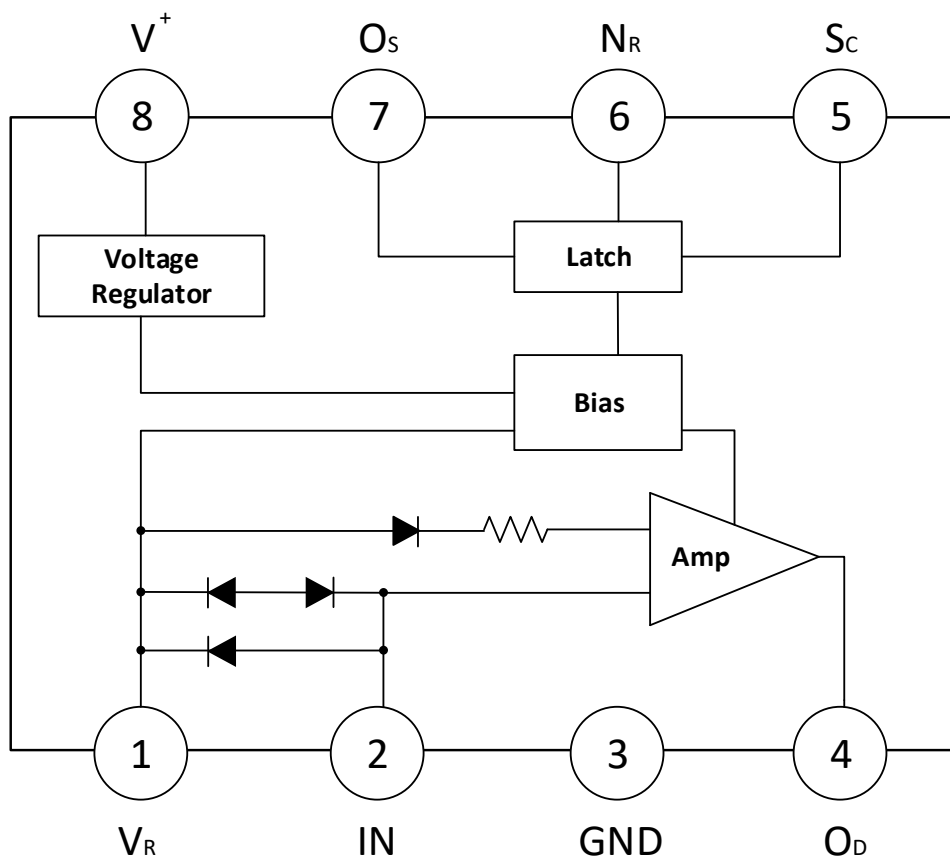 V+ OS NR SC
8 7 6 5
Voltage
Regulator
Latch
Bias
Amp
1 2 3 4
VR IN GND OD